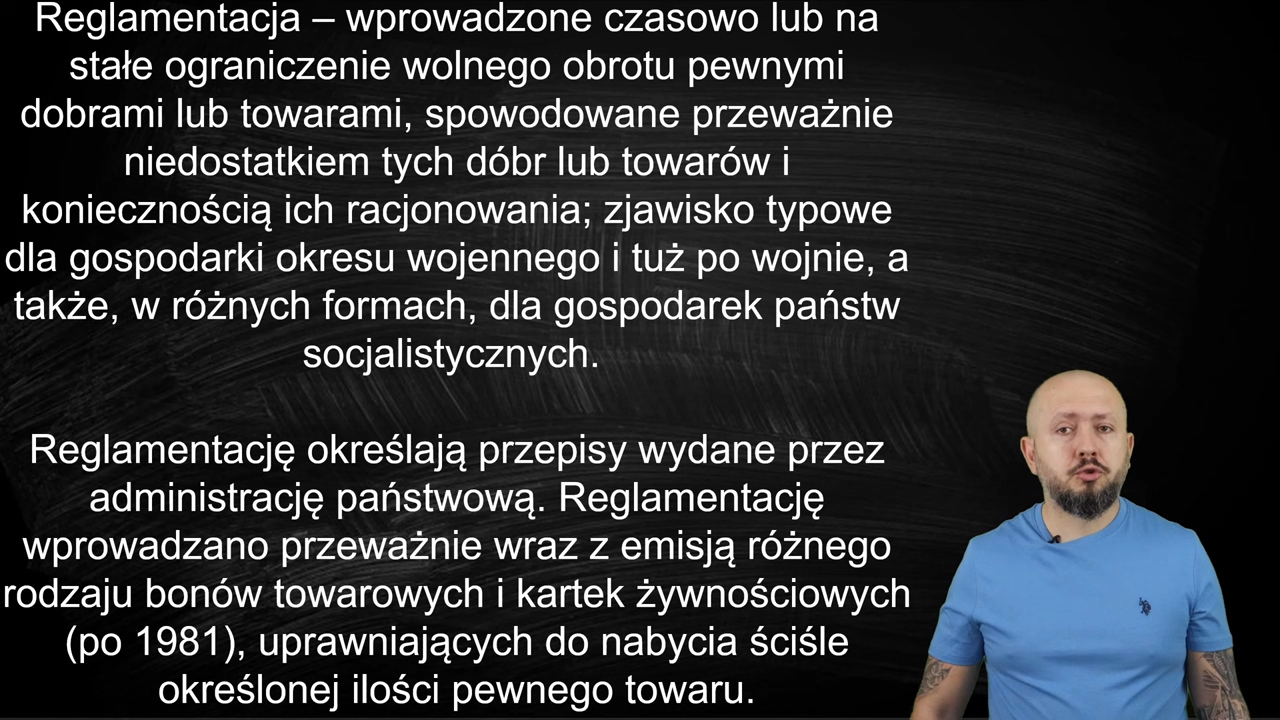 Reglamentacja – wprowadzone czasowo lub na
stałe ograniczenie wolnego obrotu pewnymi
dobrami lub towarami, spowodowane przeważnie
niedostatkiem tych dóbr lub towarów i
koniecznością ich racjonowania; zjawisko typowe
dla gospodarki okresu wojennego i tuż po wojnie, a
także, w różnych formach, dla gospodarek państw
socjalistycznych.
Reglamentację określają przepisy wydane przez
administrację państwową. Reglamentację
wprowadzano przeważnie wraz z emisją różnego
rodzaju bonów towarowych i kartek żywnościowych
(po 1981), uprawniających do nabycia ściśle
określonej ilości pewnego towaru.